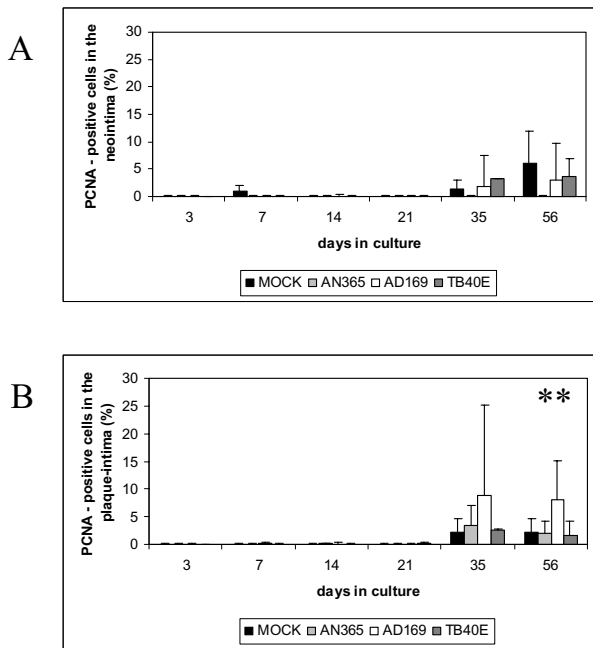 A
PCNA - positive cells in the
neointima (%)
30
25
20
15
10
5
0
3 7 14 21 35 56
days in culture
MOCK AN365 AD169 TB40E
B
PCNA - positive cells in the
plaque-intima (%)
30
25
20
15
10
5
0
**
3 7 14 21 35 56
days in culture
MOCK AN365 AD169 TB40E